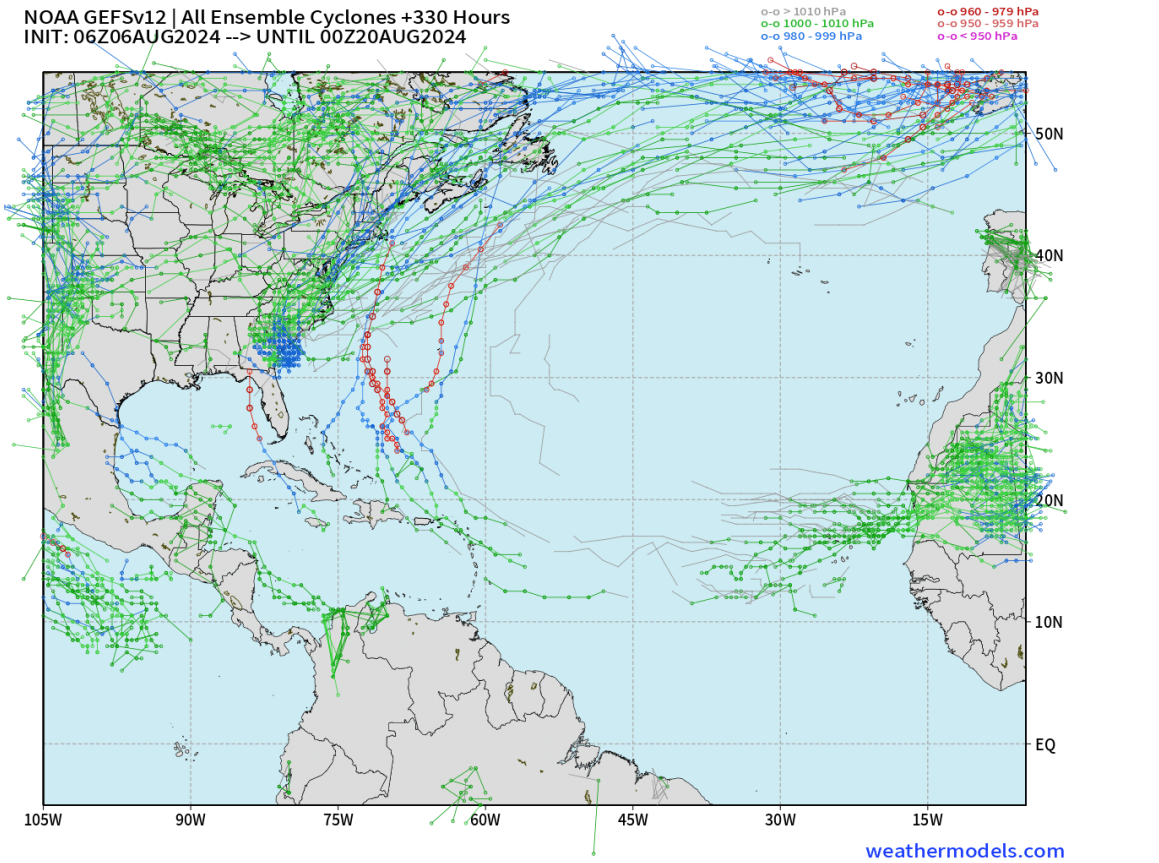 NOAA GEFSv12 | All Ensemble Cyclones +330 Hours
INIT: 06Z06AUG2024 --> UNTIL 00Z20AUG2024
o-o > 1010 hPa
o-o 1000 - 1010 hPa
o-o 980 - 999 hPa
o-o 960 - 979 hPa
o-o 950 - 959 hPa
o-o < 950 hPa
50N
40N
30N
20N
10N
EQ
105W 90W 75W 60W 45W 30W 15W
weathermodels.com